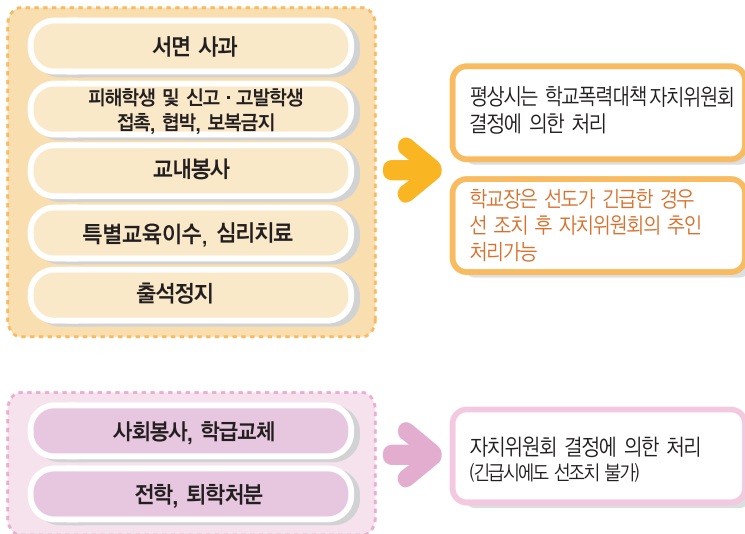 서면 사과
피해학생 및 신고 · 고발학생
접촉, 협박, 보복금지
교내봉사
특별교육이수, 심리치료
출석정지
평상시는 학교폭력대책 자치위원회
결정에 의한 처리
학교장은 선도가 긴급한 경우
선 조치 후 자치위원회의 추인
처리가능
사회봉사, 학급교체
전학, 퇴학처분
자치위원회 결정에 의한 처리
(긴급시에도 선조치 불가)